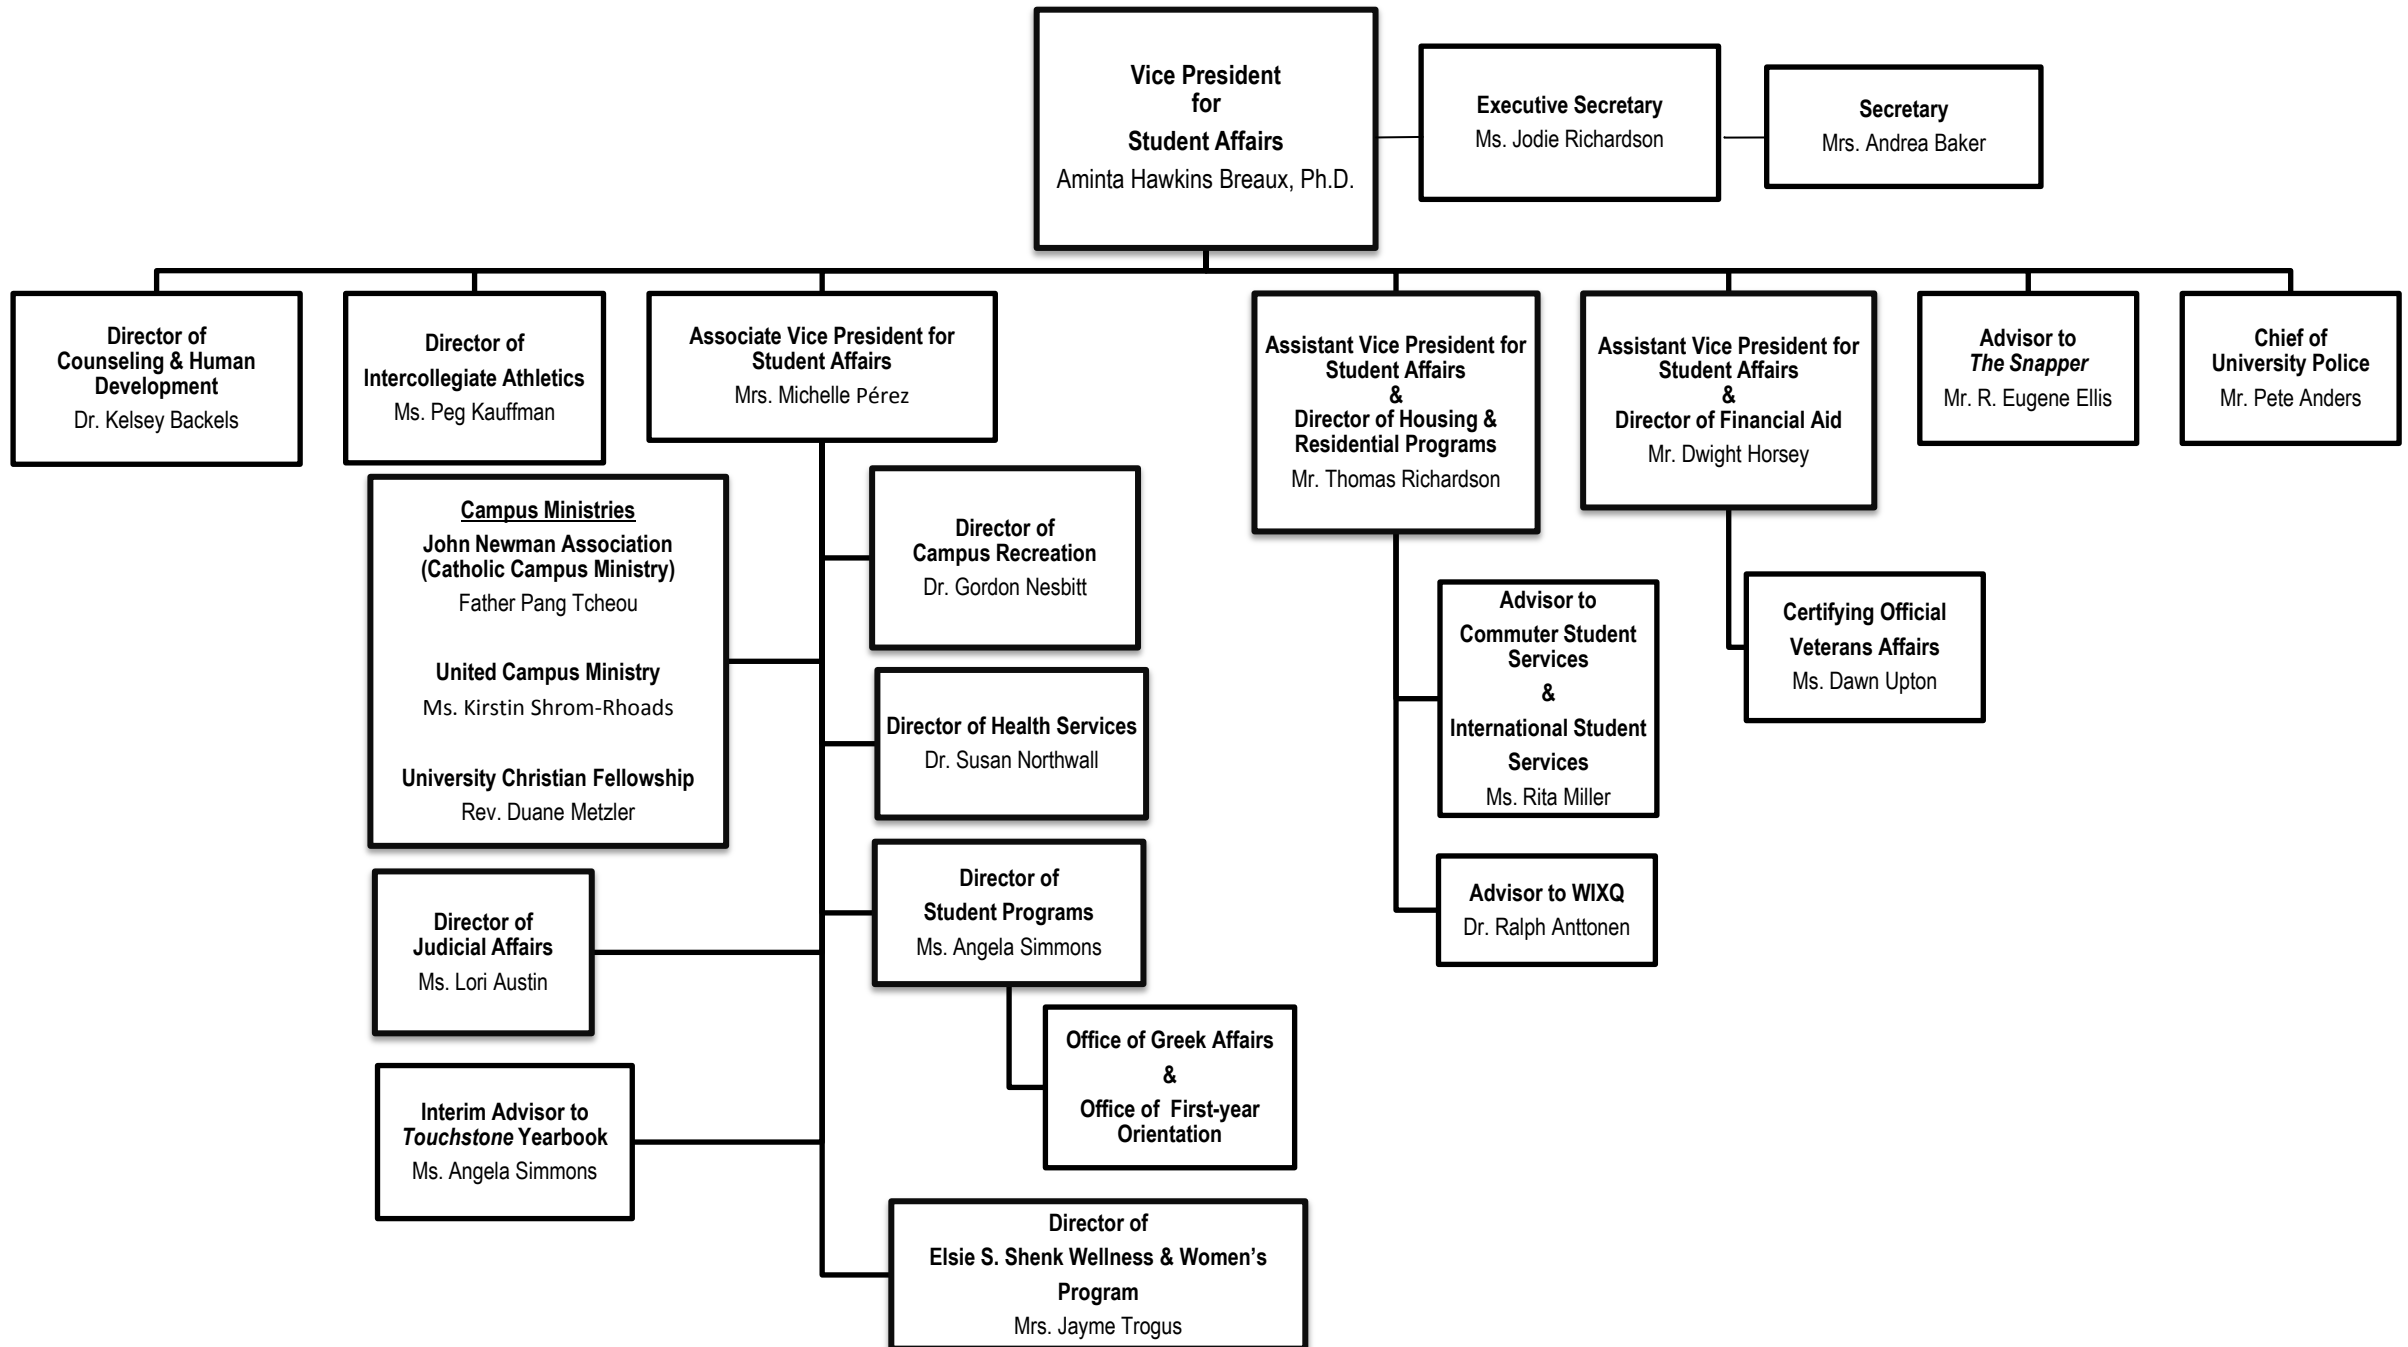 Vice President
for
Student Affairs
Aminta Hawkins Breaux, Ph.D.
Executive Secretary
Ms. Jodie Richardson
Secretary
Mrs. Andrea Baker
Director of
Counseling & Human
Development
Dr. Kelsey Backels
Director of
Intercollegiate Athletics
Ms. Peg Kauffman
Associate Vice President for
Student Affairs
Mrs. Michelle Pérez
Assistant Vice President for
Student Affairs
&
Director of Housing &
Residential Programs
Mr. Thomas Richardson
Assistant Vice President for
Student Affairs
&
Director of Financial Aid
Mr. Dwight Horsey
Advisor to
The Snapper
Mr. R. Eugene Ellis
Chief of
University Police
Mr. Pete Anders
Campus Ministries
John Newman Association
(Catholic Campus Ministry)
Father Pang Tcheou
United Campus Ministry
Ms. Kirstin Shrom-Rhoads
University Christian Fellowship
Rev. Duane Metzler
Director of
Campus Recreation
Dr. Gordon Nesbitt
Director of Health Services
Dr. Susan Northwall
Director of
Student Programs
Ms. Angela Simmons
Office of Greek Affairs
&
Office of First-year
Orientation
Director of
Judicial Affairs
Ms. Lori Austin
Interim Advisor to
Touchstone Yearbook
Ms. Angela Simmons
Director of
Elsie S. Shenk Wellness & Women’s
Program
Mrs. Jayme Trogus
Advisor to
Commuter Student
Services
&
International Student
Services
Ms. Rita Miller
Advisor to WIXQ
Dr. Ralph Anttonen
Certifying Official
Veterans Affairs
Ms. Dawn Upton